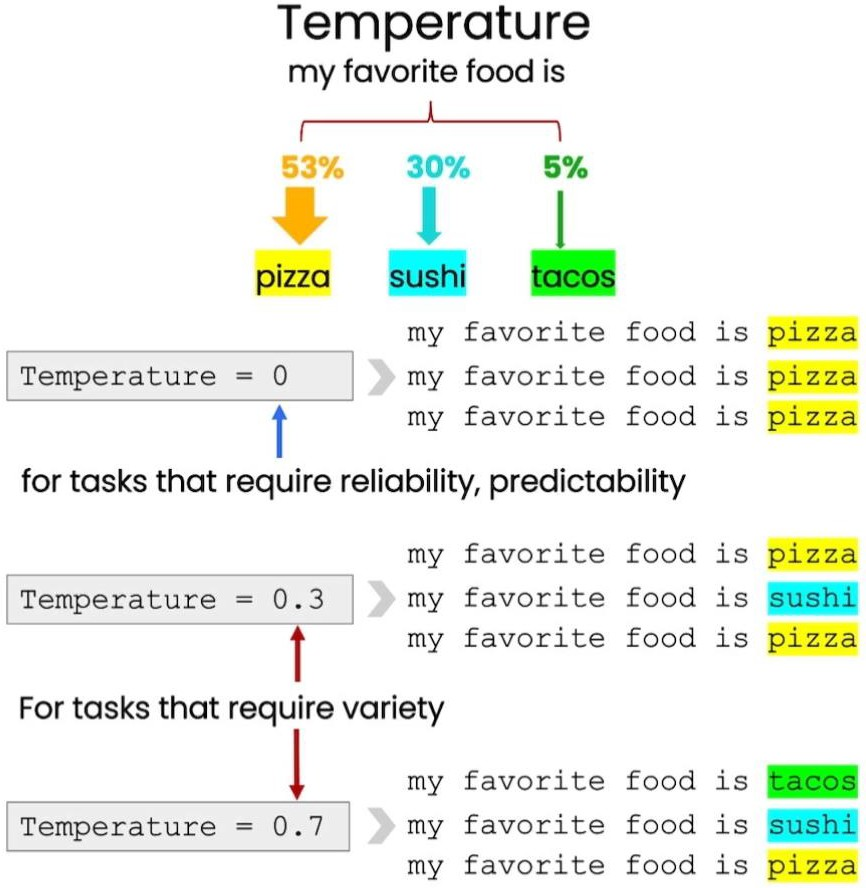 Temperature
my favorite food is
53% 30% 5%
pizza sushi tacos
my favorite food is pizza
Temperature = 0
my favorite food is pizza
my favorite food is pizza
for tasks that require reliability, predictability
my favorite food is pizza
Temperature = 0.3
my favorite food is sushi
my favorite food is pizza
For tasks that require variety
my favorite food is tacos
Temperature = 0.7
my favorite food is sushi
my favorite food is pizza